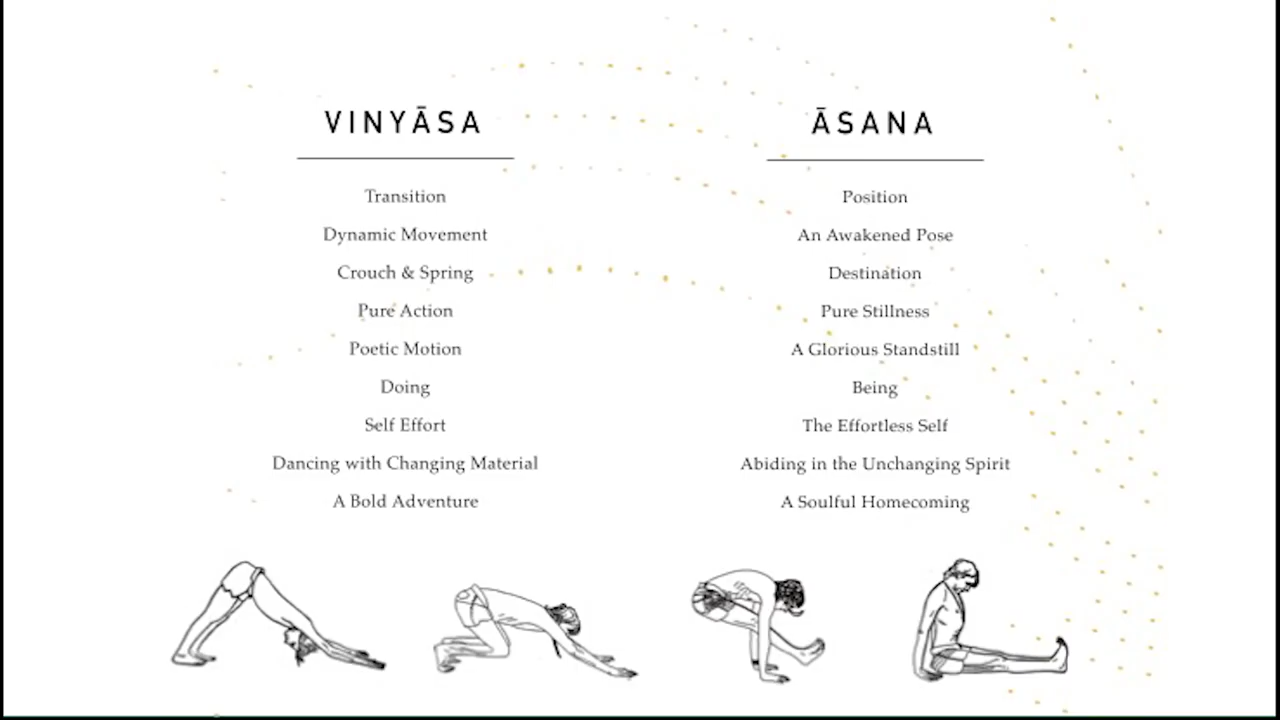 VINYĀSA
Transition
Dynamic Movement
Crouch & Spring
Pure Action
Poetic Motion
Doing
Self Effort
Dancing with Changing Material
A Bold Adventure
ĀSANA
Position
An Awakened Pose
Destination
Pure Stillness
A Glorious Standstill
Being
The Effortless Self
Abiding in the Unchanging Spirit
A Soulful Homecoming